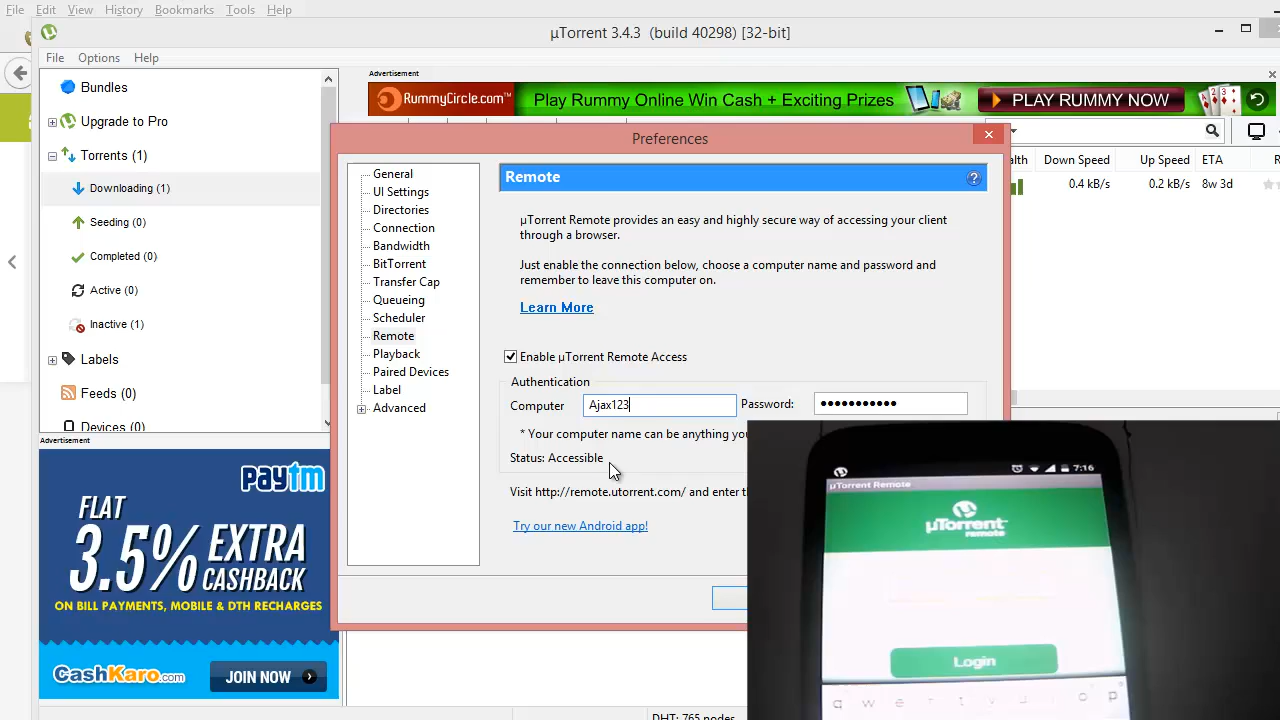 File Edit View History Bookmarks Tools Help
µTorrent 3.4.3 (build 40298) [32-bit]
File Options Help
Bundles
Upgrade to Pro
Torrents (1)
Downloading (1)
Seeding (0)
Completed (0)
Active (0)
Inactive (1)
Labels
Feeds (0)
Devices (0)
Advertisement
RummyCircle.com™ Play Rummy Online Win Cash + Exciting Prizes PLAY RUMMY NOW
Down Speed Up Speed ETA
0.4 kB/s 0.2 kB/s 8w 3d
Preferences
General
UI Settings
Directories
Connection
Bandwidth
BitTorrent
Transfer Cap
Queueing
Scheduler
Remote
Playback
Paired Devices
Label
Advanced
Remote
µTorrent Remote provides an easy and highly secure way of accessing your client
through a browser.
Just enable the connection below, choose a computer name and password and
remember to leave this computer on.
Learn More
Enable µTorrent Remote Access
Authentication
Computer Ajax123 Password: •••••••••••
* Your computer name can be anything you
Status: Accessible
Visit http://remote.utorrent.com/ and enter
Try our new Android app!
Advertisement
paytm
FLAT
3.5% EXTRA
CASHBACK
ON BILL PAYMENTS, MOBILE & DTH RECHARGES
CashKaro.com JOIN NOW
DHT: 765 nodes
7:16
µTorrent Remote
µTorrent
remote
Login
q w e r t y u i o p